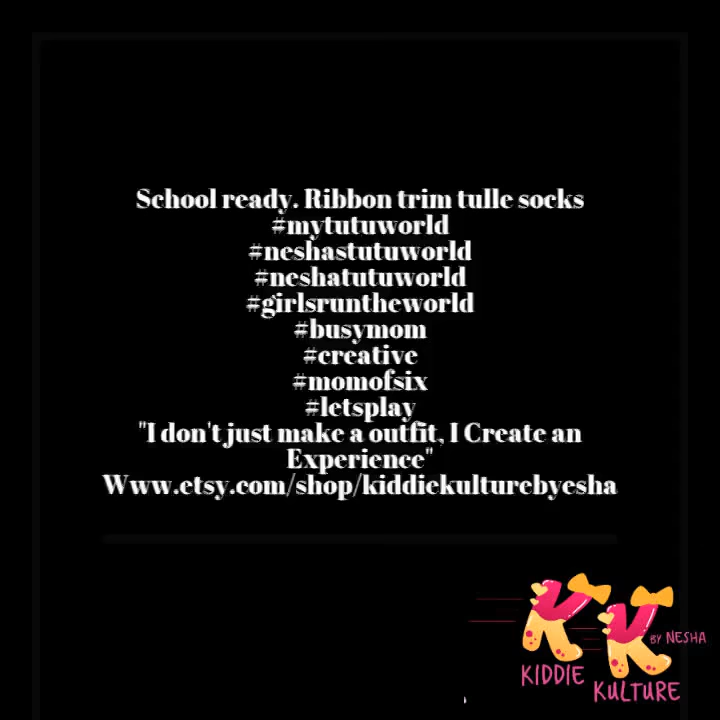 School ready. Ribbon trim tulle socks
#mytutuworld
#neshastutuworld
#neshatutuworld
#girlsruntheworld
#busymom
#creative
#momofsix
#letsplay
"I don't just make a outfit, I Create an
Experience"
Www.etsy.com/shop/kiddiekulturebyesha
KK
BY NESHA
KIDDIE
KULTURE